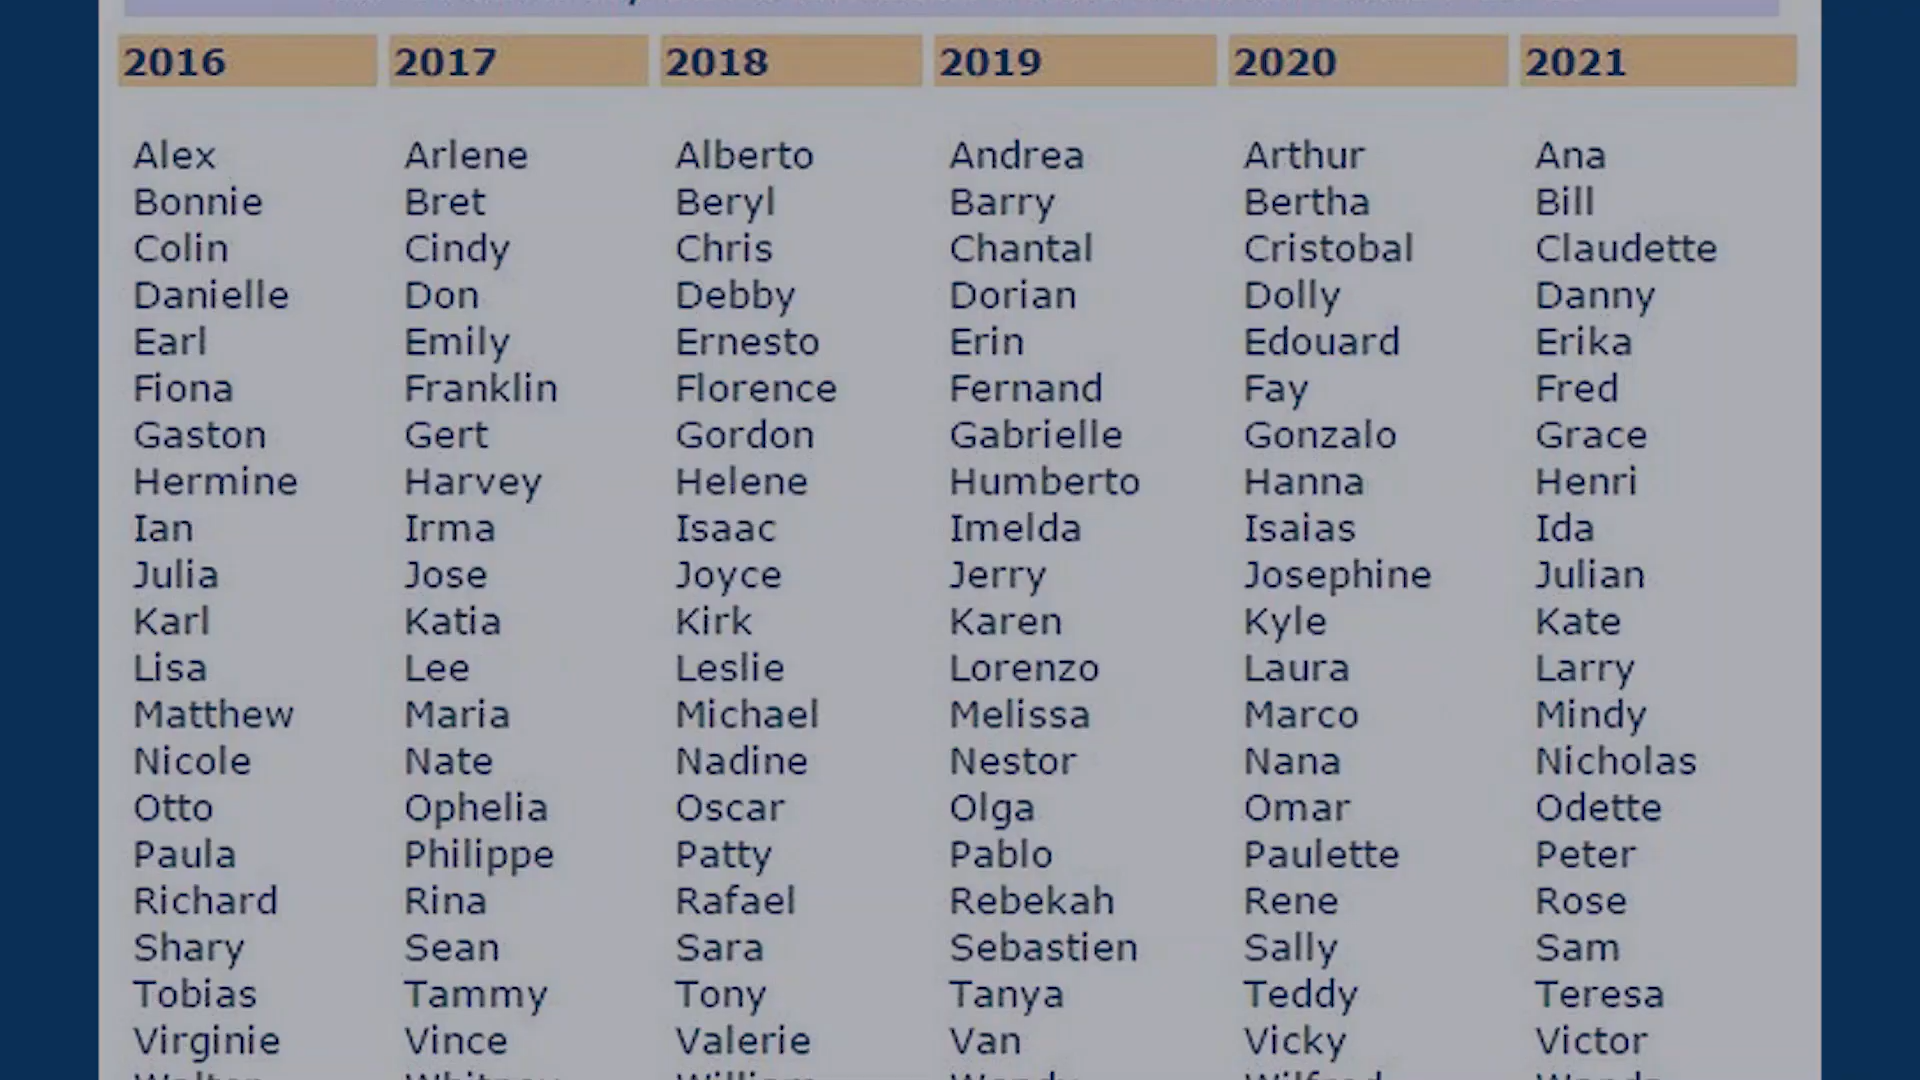 2016 2017 2018 2019 2020 2021
Alex Arlene Alberto Andrea Arthur Ana
Bonnie Bret Beryl Barry Bertha Bill
Colin Cindy Chris Chantal Cristobal Claudette
Danielle Don Debby Dorian Dolly Danny
Earl Emily Ernesto Erin Edouard Erika
Fiona Franklin Florence Fernand Fay Fred
Gaston Gert Gordon Gabrielle Gonzalo Grace
Hermine Harvey Helene Humberto Hanna Henri
Ian Irma Isaac Imelda Isaias Ida
Julia Jose Joyce Jerry Josephine Julian
Karl Katia Kirk Karen Kyle Kate
Lisa Lee Leslie Lorenzo Laura Larry
Matthew Maria Michael Melissa Marco Mindy
Nicole Nate Nadine Nestor Nana Nicholas
Otto Ophelia Oscar Olga Omar Odette
Paula Philippe Patty Pablo Paulette Peter
Richard Rina Rafael Rebekah Rene Rose
Shary Sean Sara Sebastien Sally Sam
Tobias Tammy Tony Tanya Teddy Teresa
Virginie Vince Valerie Van Vicky Victor